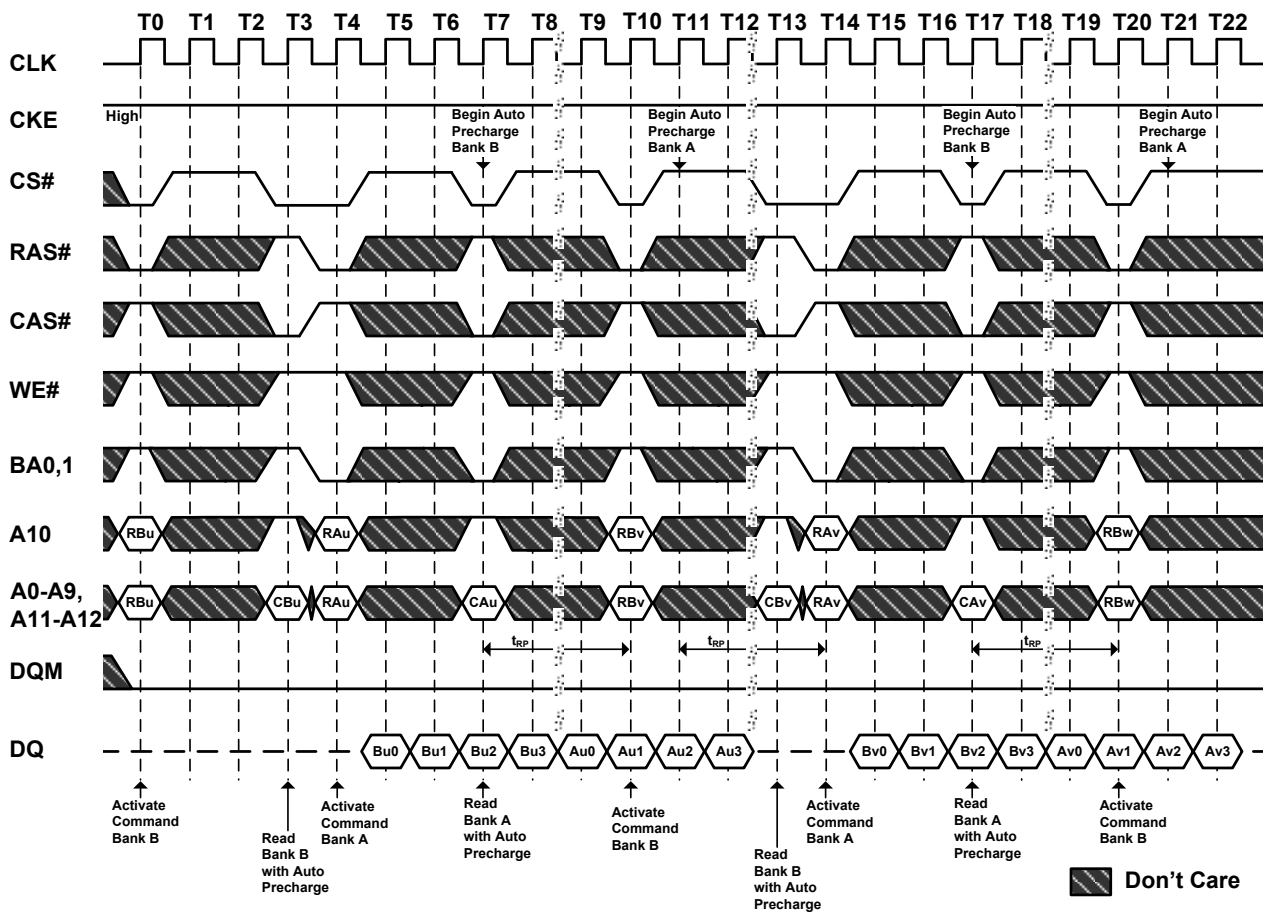 T0 T1 T2 T3 T4 T5 T6 T7 T8 T9 T10 T11 T12 T13 T14 T15 T16 T17 T18 T19 T20 T21 T22
CLK
CKE
High
Begin Auto
Precharge
Bank B
Begin Auto
Precharge
Bank A
Begin Auto
Precharge
Bank B
Begin Auto
Precharge
Bank A
CS#
RAS#
CAS#
WE#
BA0,1
A10
RBu RAu RBv RAv RBw
A0-A9,
A11-A12
RBu CBu RAu CAu RBv CBv RAv CAv RBw
tRP tRP tRP
DQM
DQ
Bu0 Bu1 Bu2 Bu3 Au0 Au1 Au2 Au3 Bv0 Bv1 Bv2 Bv3 Av0 Av1 Av2 Av3
Activate
Command
Bank B
Read
Bank B
with Auto
Precharge
Activate
Command
Bank A
Read
Bank A
with Auto
Precharge
Activate
Command
Bank B
Read
Bank B
with Auto
Precharge
Activate
Command
Bank A
Read
Bank A
with Auto
Precharge
Activate
Command
Bank B
Don't Care